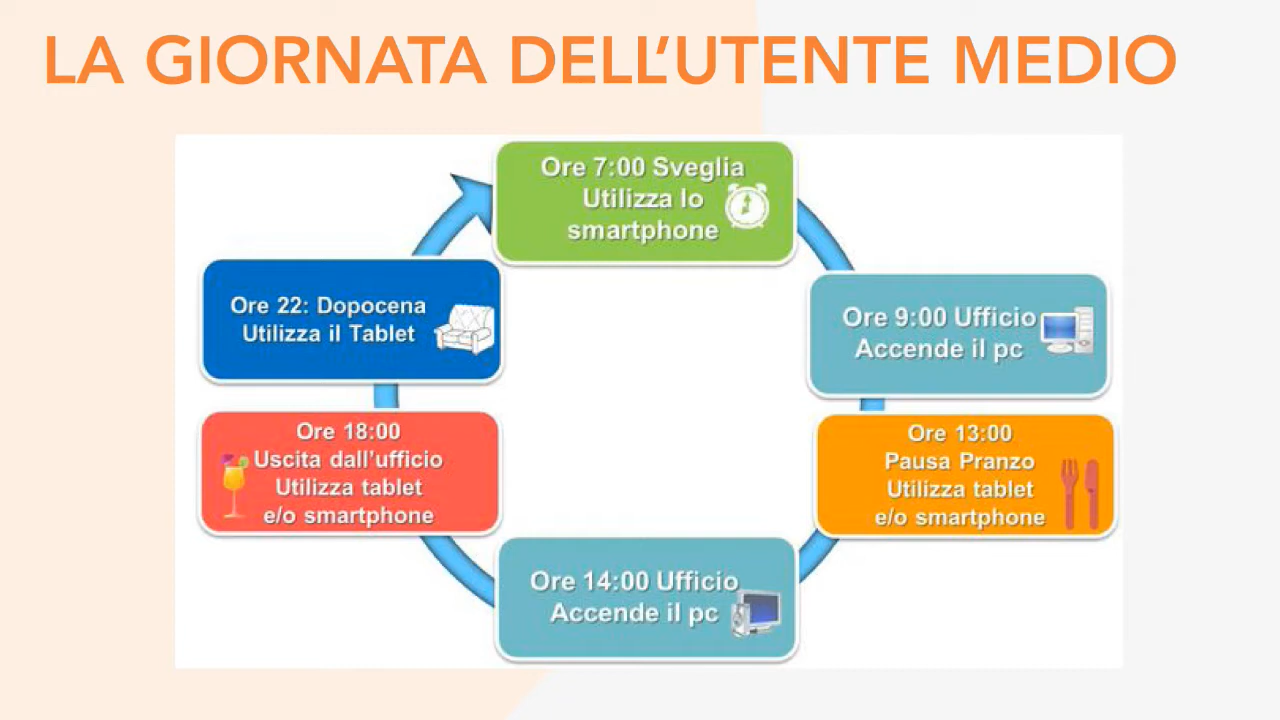 LA GIORNATA DELL'UTENTE MEDIO
Ore 7:00 Sveglia
Utilizza lo
smartphone
Ore 9:00 Ufficio
Accende il pc
Ore 13:00
Pausa Pranzo
Utilizza tablet
e/o smartphone
Ore 14:00 Ufficio
Accende il pc
Ore 18:00
Uscita dall'ufficio
Utilizza tablet
e/o smartphone
Ore 22: Dopocena
Utilizza il Tablet